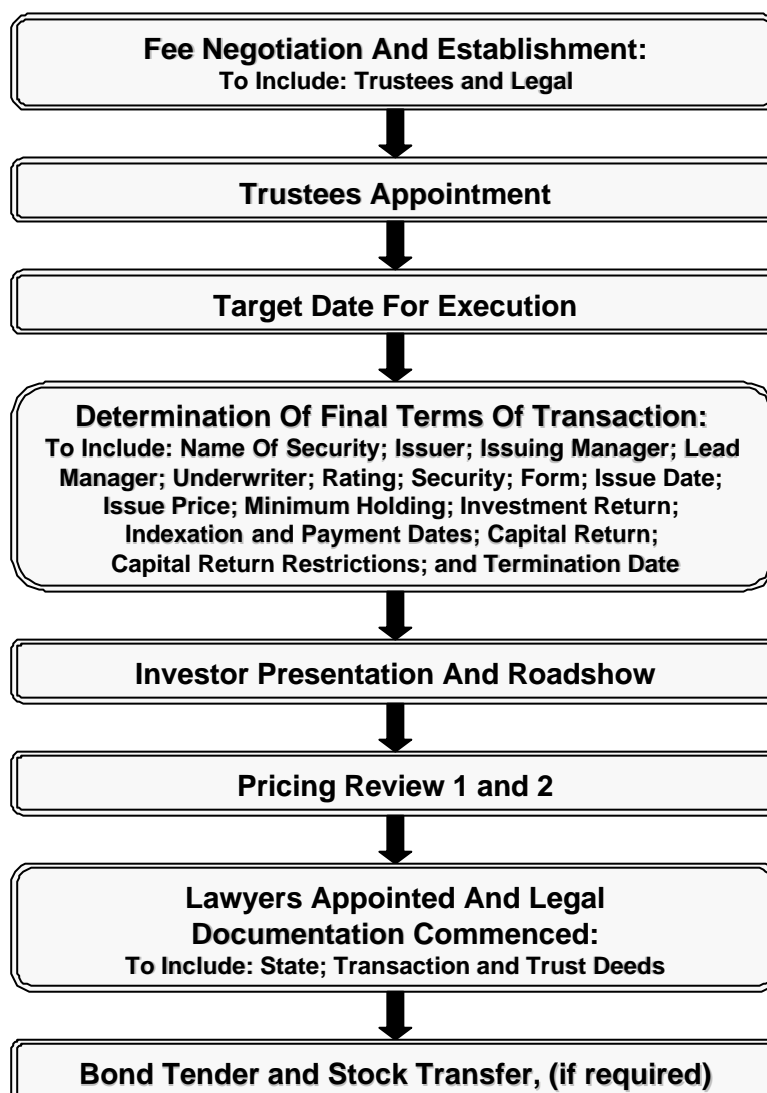 Fee Negotiation And Establishment:
To Include: Trustees and Legal
Trustees Appointment
Target Date For Execution
Determination Of Final Terms Of Transaction:
To Include: Name Of Security; Issuer; Issuing Manager; Lead
Manager; Underwriter; Rating; Security; Form; Issue Date;
Issue Price; Minimum Holding; Investment Return;
Indexation and Payment Dates; Capital Return;
Capital Return Restrictions; and Termination Date
Investor Presentation And Roadshow
Pricing Review 1 and 2
Lawyers Appointed And Legal
Documentation Commenced:
To Include: State; Transaction and Trust Deeds
Bond Tender and Stock Transfer, (if required)